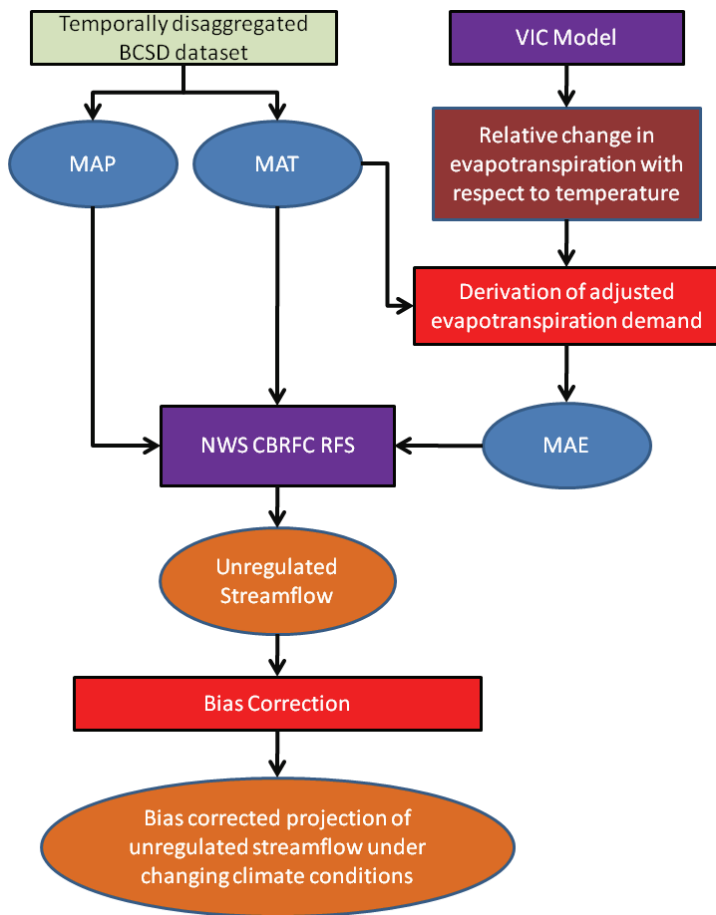 Temporally disaggregated
BCSD dataset
VIC Model
MAP
MAT
Relative change in
evapotranspiration with
respect to temperature
Derivation of adjusted
evapotranspiration demand
NWS CBRFC RFS
MAE
Unregulated
Streamflow
Bias Correction
Bias corrected projection of
unregulated streamflow under
changing climate conditions